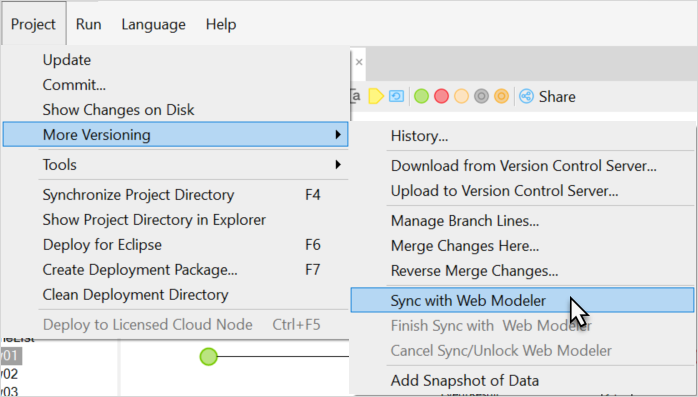 Project Run Language Help
Update
Commit...
Show Changes on Disk
More Versioning
Tools
Synchronize Project Directory F4
Show Project Directory in Explorer
Deploy for Eclipse F6
Create Deployment Package... F7
Clean Deployment Directory
Deploy to Licensed Cloud Node Ctrl+F5
Share
History...
Download from Version Control Server...
Upload to Version Control Server...
Manage Branch Lines...
Merge Changes Here...
Reverse Merge Changes...
Sync with Web Modeler
Finish Sync with Web Modeler
Cancel Sync/Unlock Web Modeler
Add Snapshot of Data
01
02
03